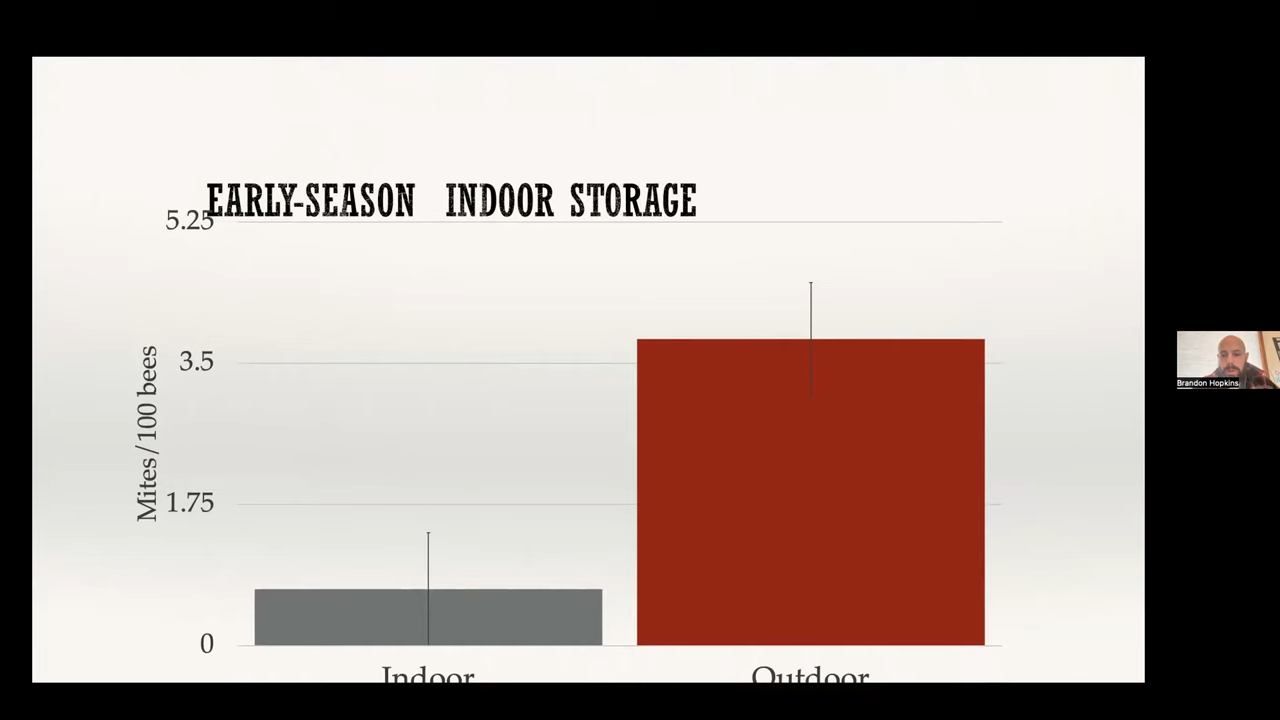 EARLY-SEASON INDOOR STORAGE
5.25
3.5
1.75
0
Mites/100 bees
Indoor
Outdoor
Brandon Hopkins